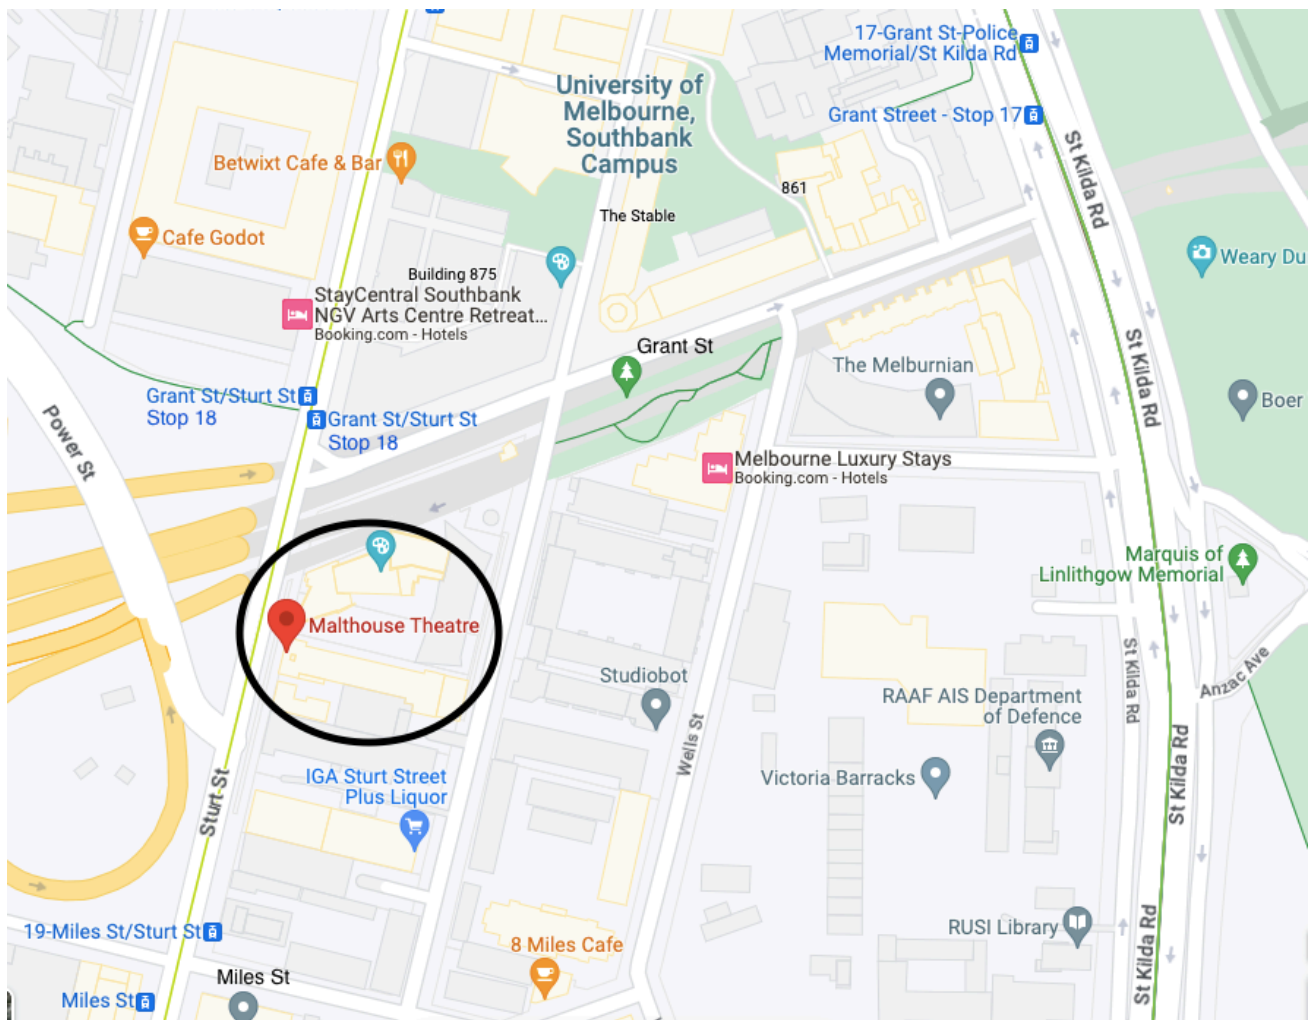 17-Grant St-Police
Memorial/St Kilda Rd
University of
Melbourne,
Southbank
Campus
Grant Street - Stop 17
St Kilda Rd
Betwixt Cafe & Bar
861
The Stable
Cafe Godot
Weary Du
Building 875
StayCentral Southbank
NGV Arts Centre Retreat...
Booking.com - Hotels
Grant St
St Kilda Rd
The Melburnian
Grant St/Sturt St
Stop 18
Grant St/Sturt St
Stop 18
Boer
Power St
Melbourne Luxury Stays
Booking.com - Hotels
Marquis of
Linlithgow Memorial
Malthouse Theatre
Studiobot
St Kilda Rd
Anzac Ave
RAAF AIS Department
of Defence
Wells St
IGA Sturt Street
Plus Liquor
Victoria Barracks
St Kilda Rd
Sturt St
19-Miles St/Sturt St
8 Miles Cafe
RUSI Library
St Kilda Rd
Miles St
Miles St